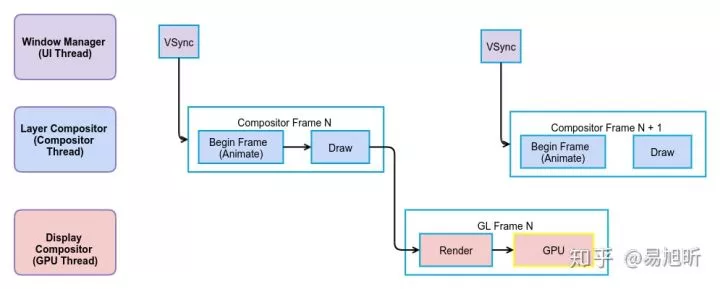 Window Manager
(UI Thread)
VSync
VSync
Layer Compositor
(Compositor
Thread)
Compositor Frame N
Begin Frame
(Animate)
Draw
Compositor Frame N + 1
Begin Frame
(Animate)
Draw
Display
Compositor
(GPU Thread)
GL Frame N
Render
GPU
知乎 @易旭昕